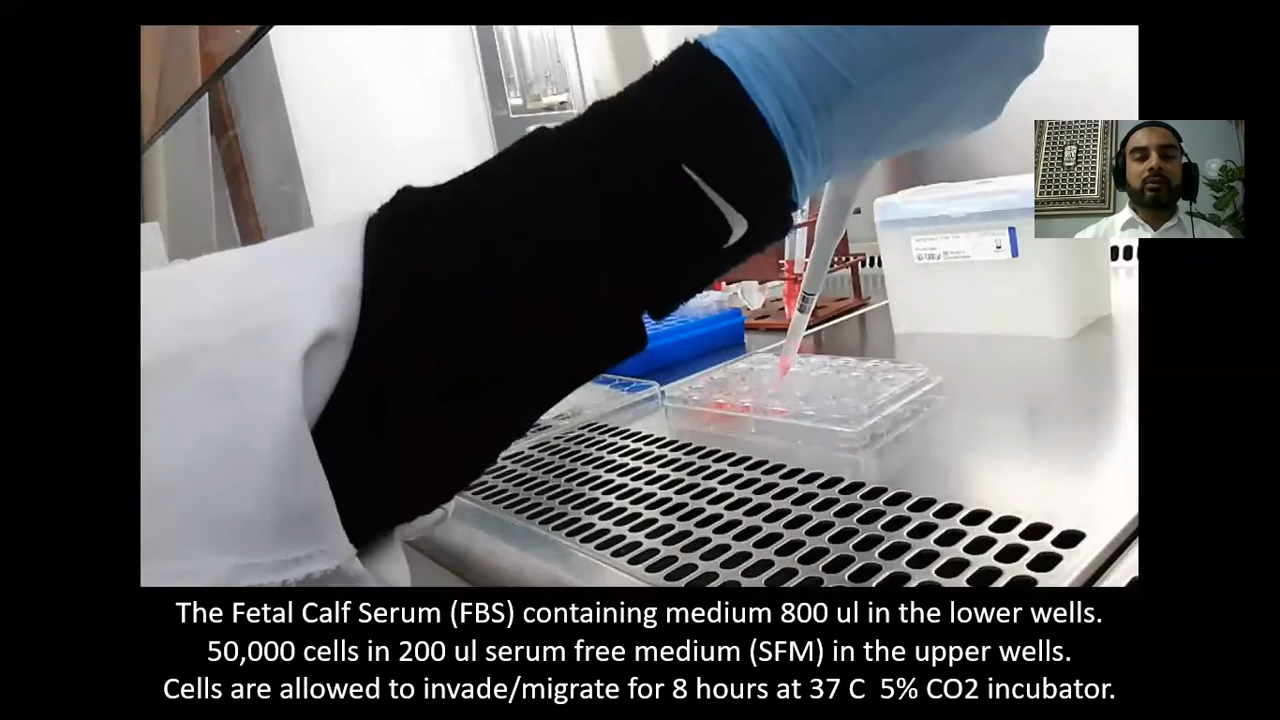 The Fetal Calf Serum (FBS) containing medium 800 ul in the lower wells.
50,000 cells in 200 ul serum free medium (SFM) in the upper wells.
Cells are allowed to invade/migrate for 8 hours at 37 C  5% CO2 incubator.